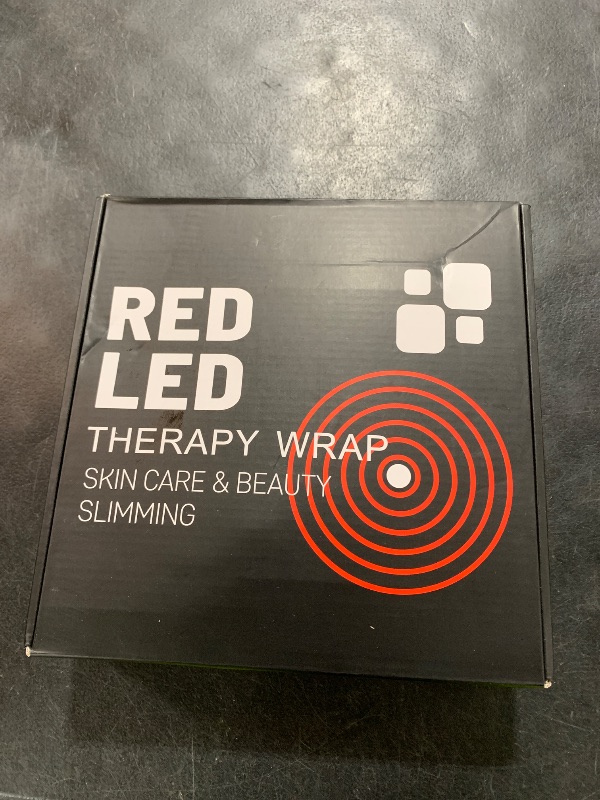 RED
LED
THERAPY WRAP
SKIN CARE & BEAUTY
SLIMMING